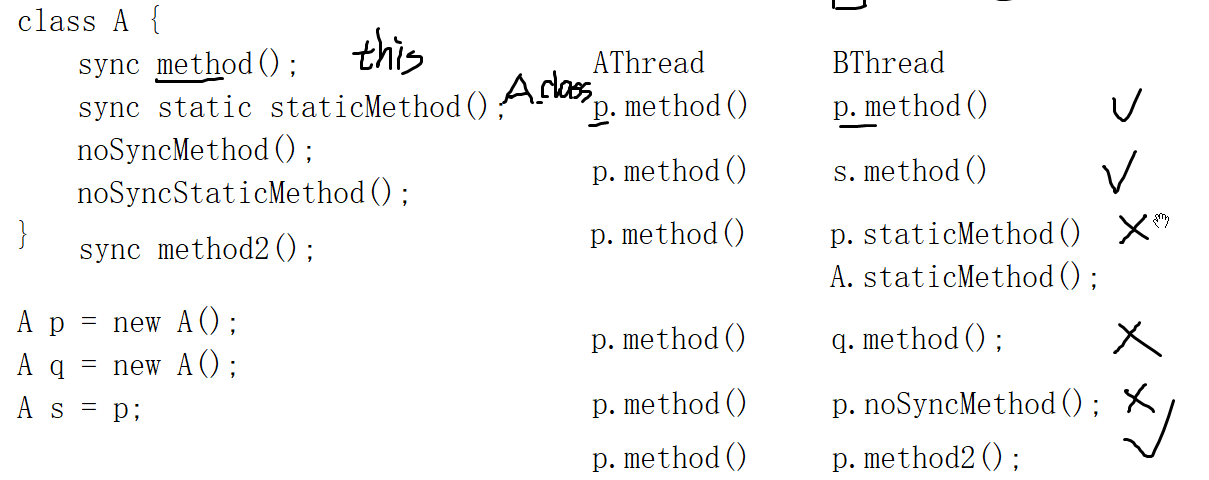 class A {
sync method(); this
sync static staticMethod(); A.class
noSyncMethod();
noSyncStaticMethod();
}
sync method2();
A p = new A();
A q = new A();
A s = p;
AThread BThread
p.method() p.method() ✓
p.method() s.method() ✓
p.method() p.staticMethod() ×
A.staticMethod();
p.method() q.method(); ×
p.method() p.noSyncMethod(); ×
p.method() p.method2(); ✓